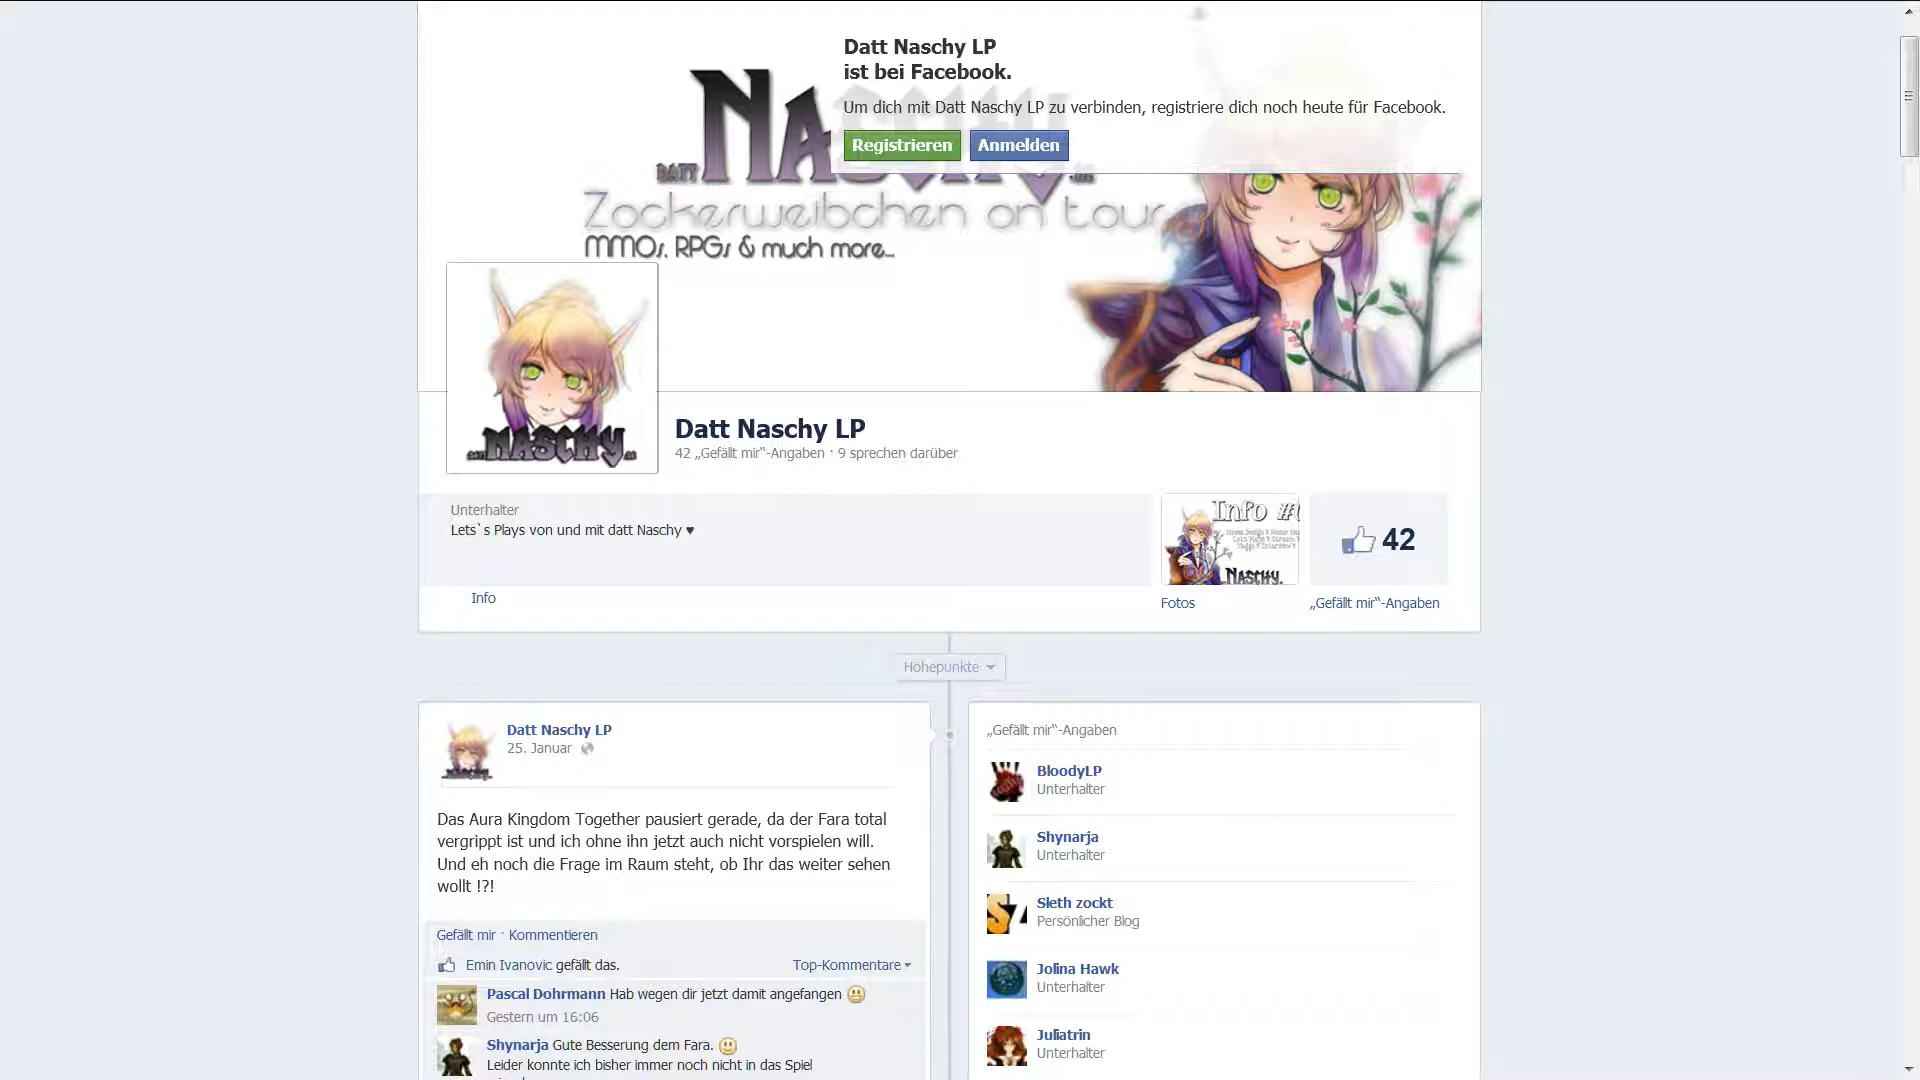 Datt Naschy LP
ist bei Facebook.
Um dich mit Datt Naschy LP zu verbinden, registriere dich noch heute für Facebook.
Registrieren Anmelden
DATT
Zockerweibchen on tour
MMOs, RPGs & much more...
NASCHY
Datt Naschy LP
42 „Gefällt mir“-Angaben · 9 sprechen darüber
Unterhalter
Lets`s Plays von und mit datt Naschy ♥
Info
Info #
NASCHY.
Fotos
42
„Gefällt mir“-Angaben
Höhepunkte
Datt Naschy LP
25. Januar
Das Aura Kingdom Together pausiert gerade, da der Fara total
vergrippt ist und ich ohne ihn jetzt auch nicht vorspielen will.
Und eh noch die Frage im Raum steht, ob Ihr das weiter sehen
wollt !?!
Gefällt mir · Kommentieren
Emin Ivanovic gefällt das.
Top-Kommentare
Pascal Dohrmann Hab wegen dir jetzt damit angefangen
Gestern um 16:06
Shynarja Gute Besserung dem Fara.
Leider konnte ich bisher immer noch nicht in das Spiel
„Gefällt mir“-Angaben
BloodyLP
Unterhalter
Shynarja
Unterhalter
Sleth zockt
Persönlicher Blog
Jolina Hawk
Unterhalter
Juliatrin
Unterhalter